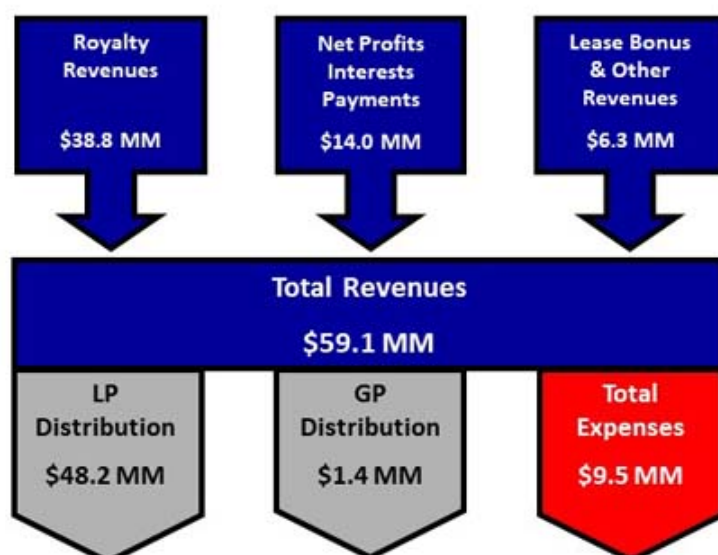 Royalty
Revenues
$38.8 MM
Net Profits
Interests
Payments
$14.0 MM
Lease Bonus
& Other
Revenues
$6.3 MM
Total Revenues
$59.1 MM
LP
Distribution
$48.2 MM
GP
Distribution
$1.4 MM
Total
Expenses
$9.5 MM